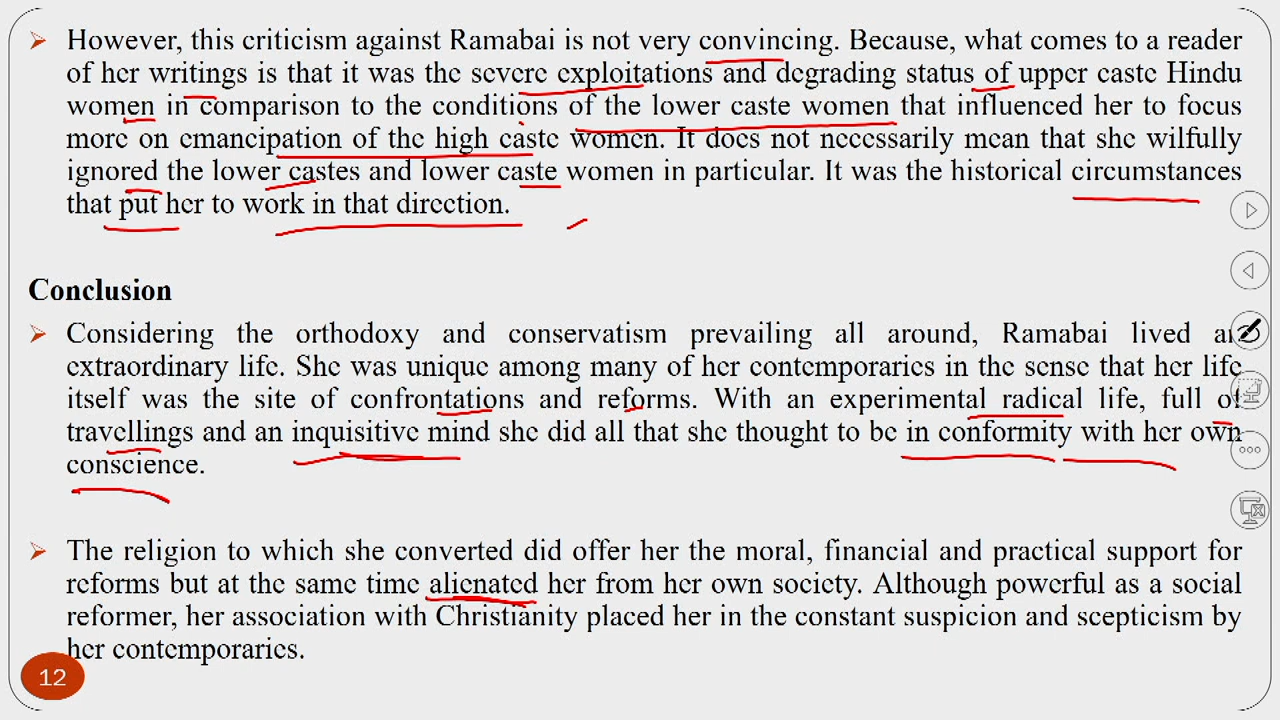 However, this criticism against Ramabai is not very convincing. Because, what comes to a reader
of her writings is that it was the severe exploitations and degrading status of upper caste Hindu
women in comparison to the conditions of the lower caste women that influenced her to focus
more on emancipation of the high caste women. It does not necessarily mean that she wilfully
ignored the lower castes and lower caste women in particular. It was the historical circumstances
that put her to work in that direction.
Conclusion
Considering the orthodoxy and conservatism prevailing all around, Ramabai lived an
extraordinary life. She was unique among many of her contemporaries in the sense that her life
itself was the site of confrontations and reforms. With an experimental radical life, full of
travellings and an inquisitive mind she did all that she thought to be in conformity with her own
conscience.
The religion to which she converted did offer her the moral, financial and practical support for
reforms but at the same time alienated her from her own society. Although powerful as a social
reformer, her association with Christianity placed her in the constant suspicion and scepticism by
her contemporaries.
12